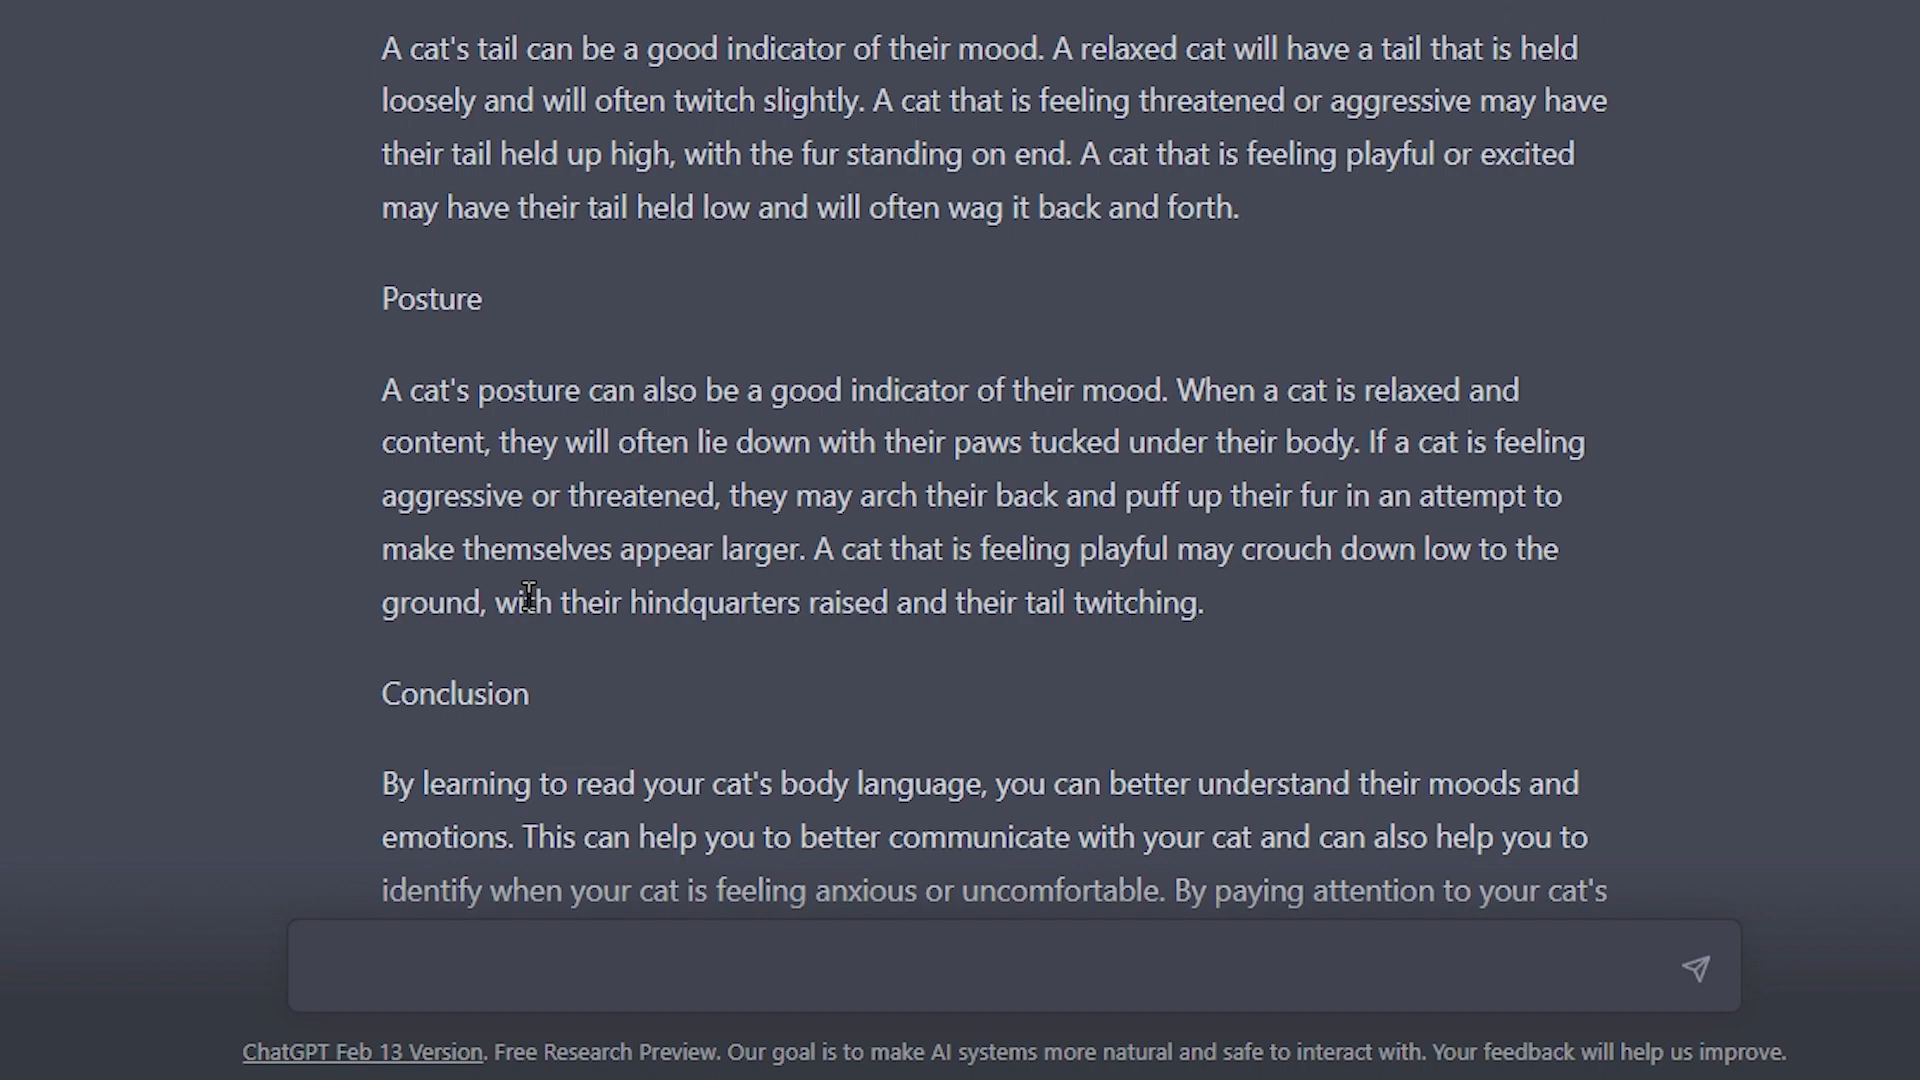 A cat's tail can be a good indicator of their mood. A relaxed cat will have a tail that is held
loosely and will often twitch slightly. A cat that is feeling threatened or aggressive may have
their tail held up high, with the fur standing on end. A cat that is feeling playful or excited
may have their tail held low and will often wag it back and forth.
Posture
A cat's posture can also be a good indicator of their mood. When a cat is relaxed and
content, they will often lie down with their paws tucked under their body. If a cat is feeling
aggressive or threatened, they may arch their back and puff up their fur in an attempt to
make themselves appear larger. A cat that is feeling playful may crouch down low to the
ground, with their hindquarters raised and their tail twitching.
Conclusion
By learning to read your cat's body language, you can better understand their moods and
emotions. This can help you to better communicate with your cat and can also help you to
identify when your cat is feeling anxious or uncomfortable. By paying attention to your cat's
ChatGPT Feb 13 Version. Free Research Preview. Our goal is to make AI systems more natural and safe to interact with. Your feedback will help us improve.